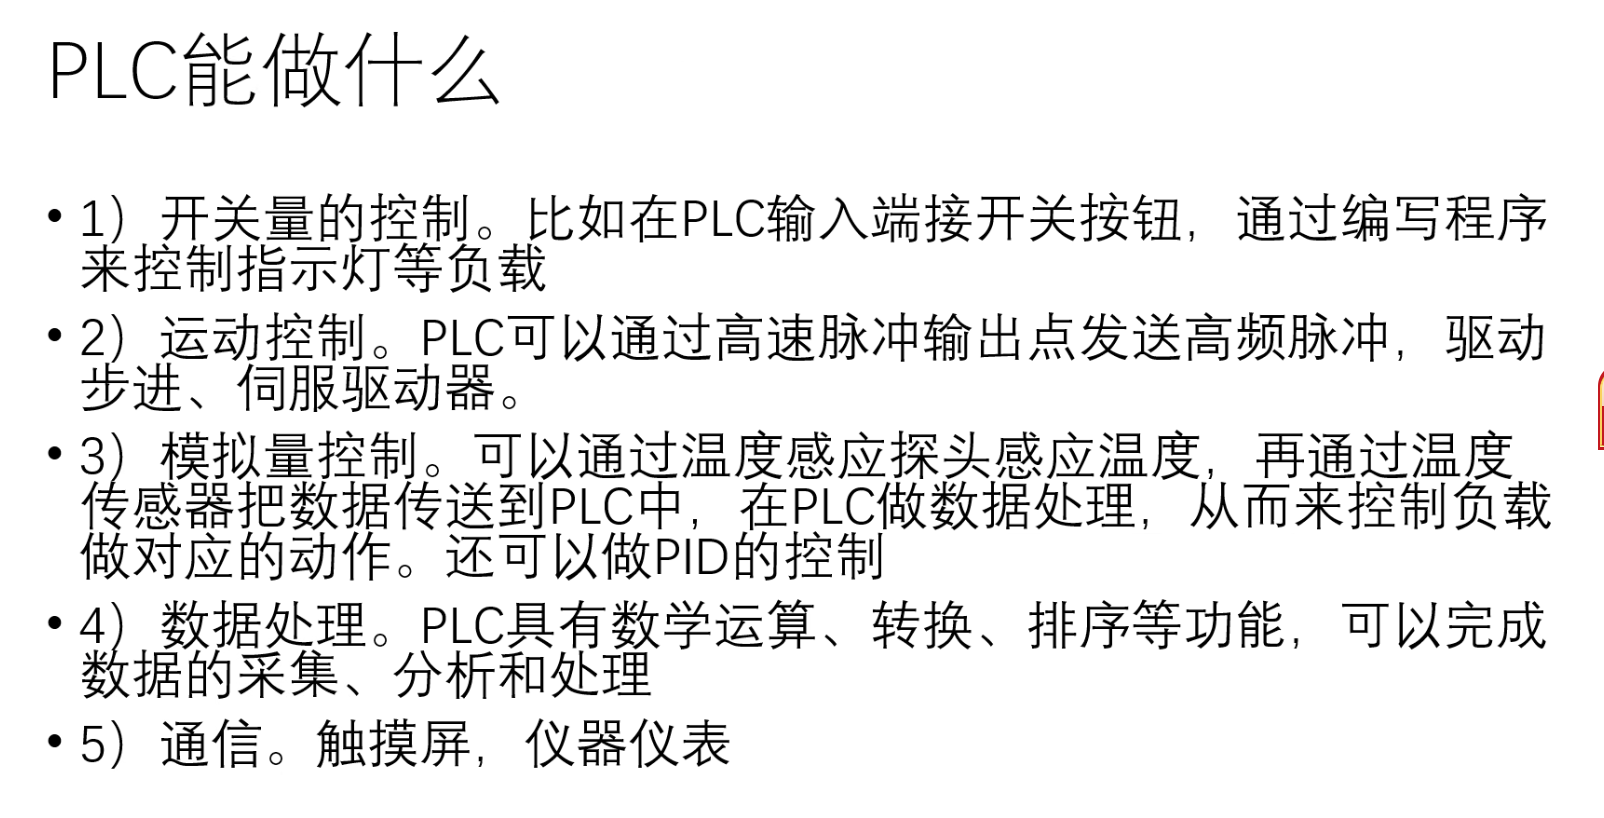 PLC能做什么
• 1）开关量的控制。比如在PLC输入端接开关按钮，通过编写程序
来控制指示灯等负载
• 2）运动控制。PLC可以通过高速脉冲输出点发送高频脉冲，驱动
步进、伺服驱动器。
• 3）模拟量控制。可以通过温度感应探头感应温度，再通过温度
传感器把数据传送到PLC中，在PLC做数据处理，从而来控制负载
做对应的动作。还可以做PID的控制
• 4）数据处理。PLC具有数学运算、转换、排序等功能，可以完成
数据的采集、分析和处理
• 5）通信。触摸屏，仪器仪表